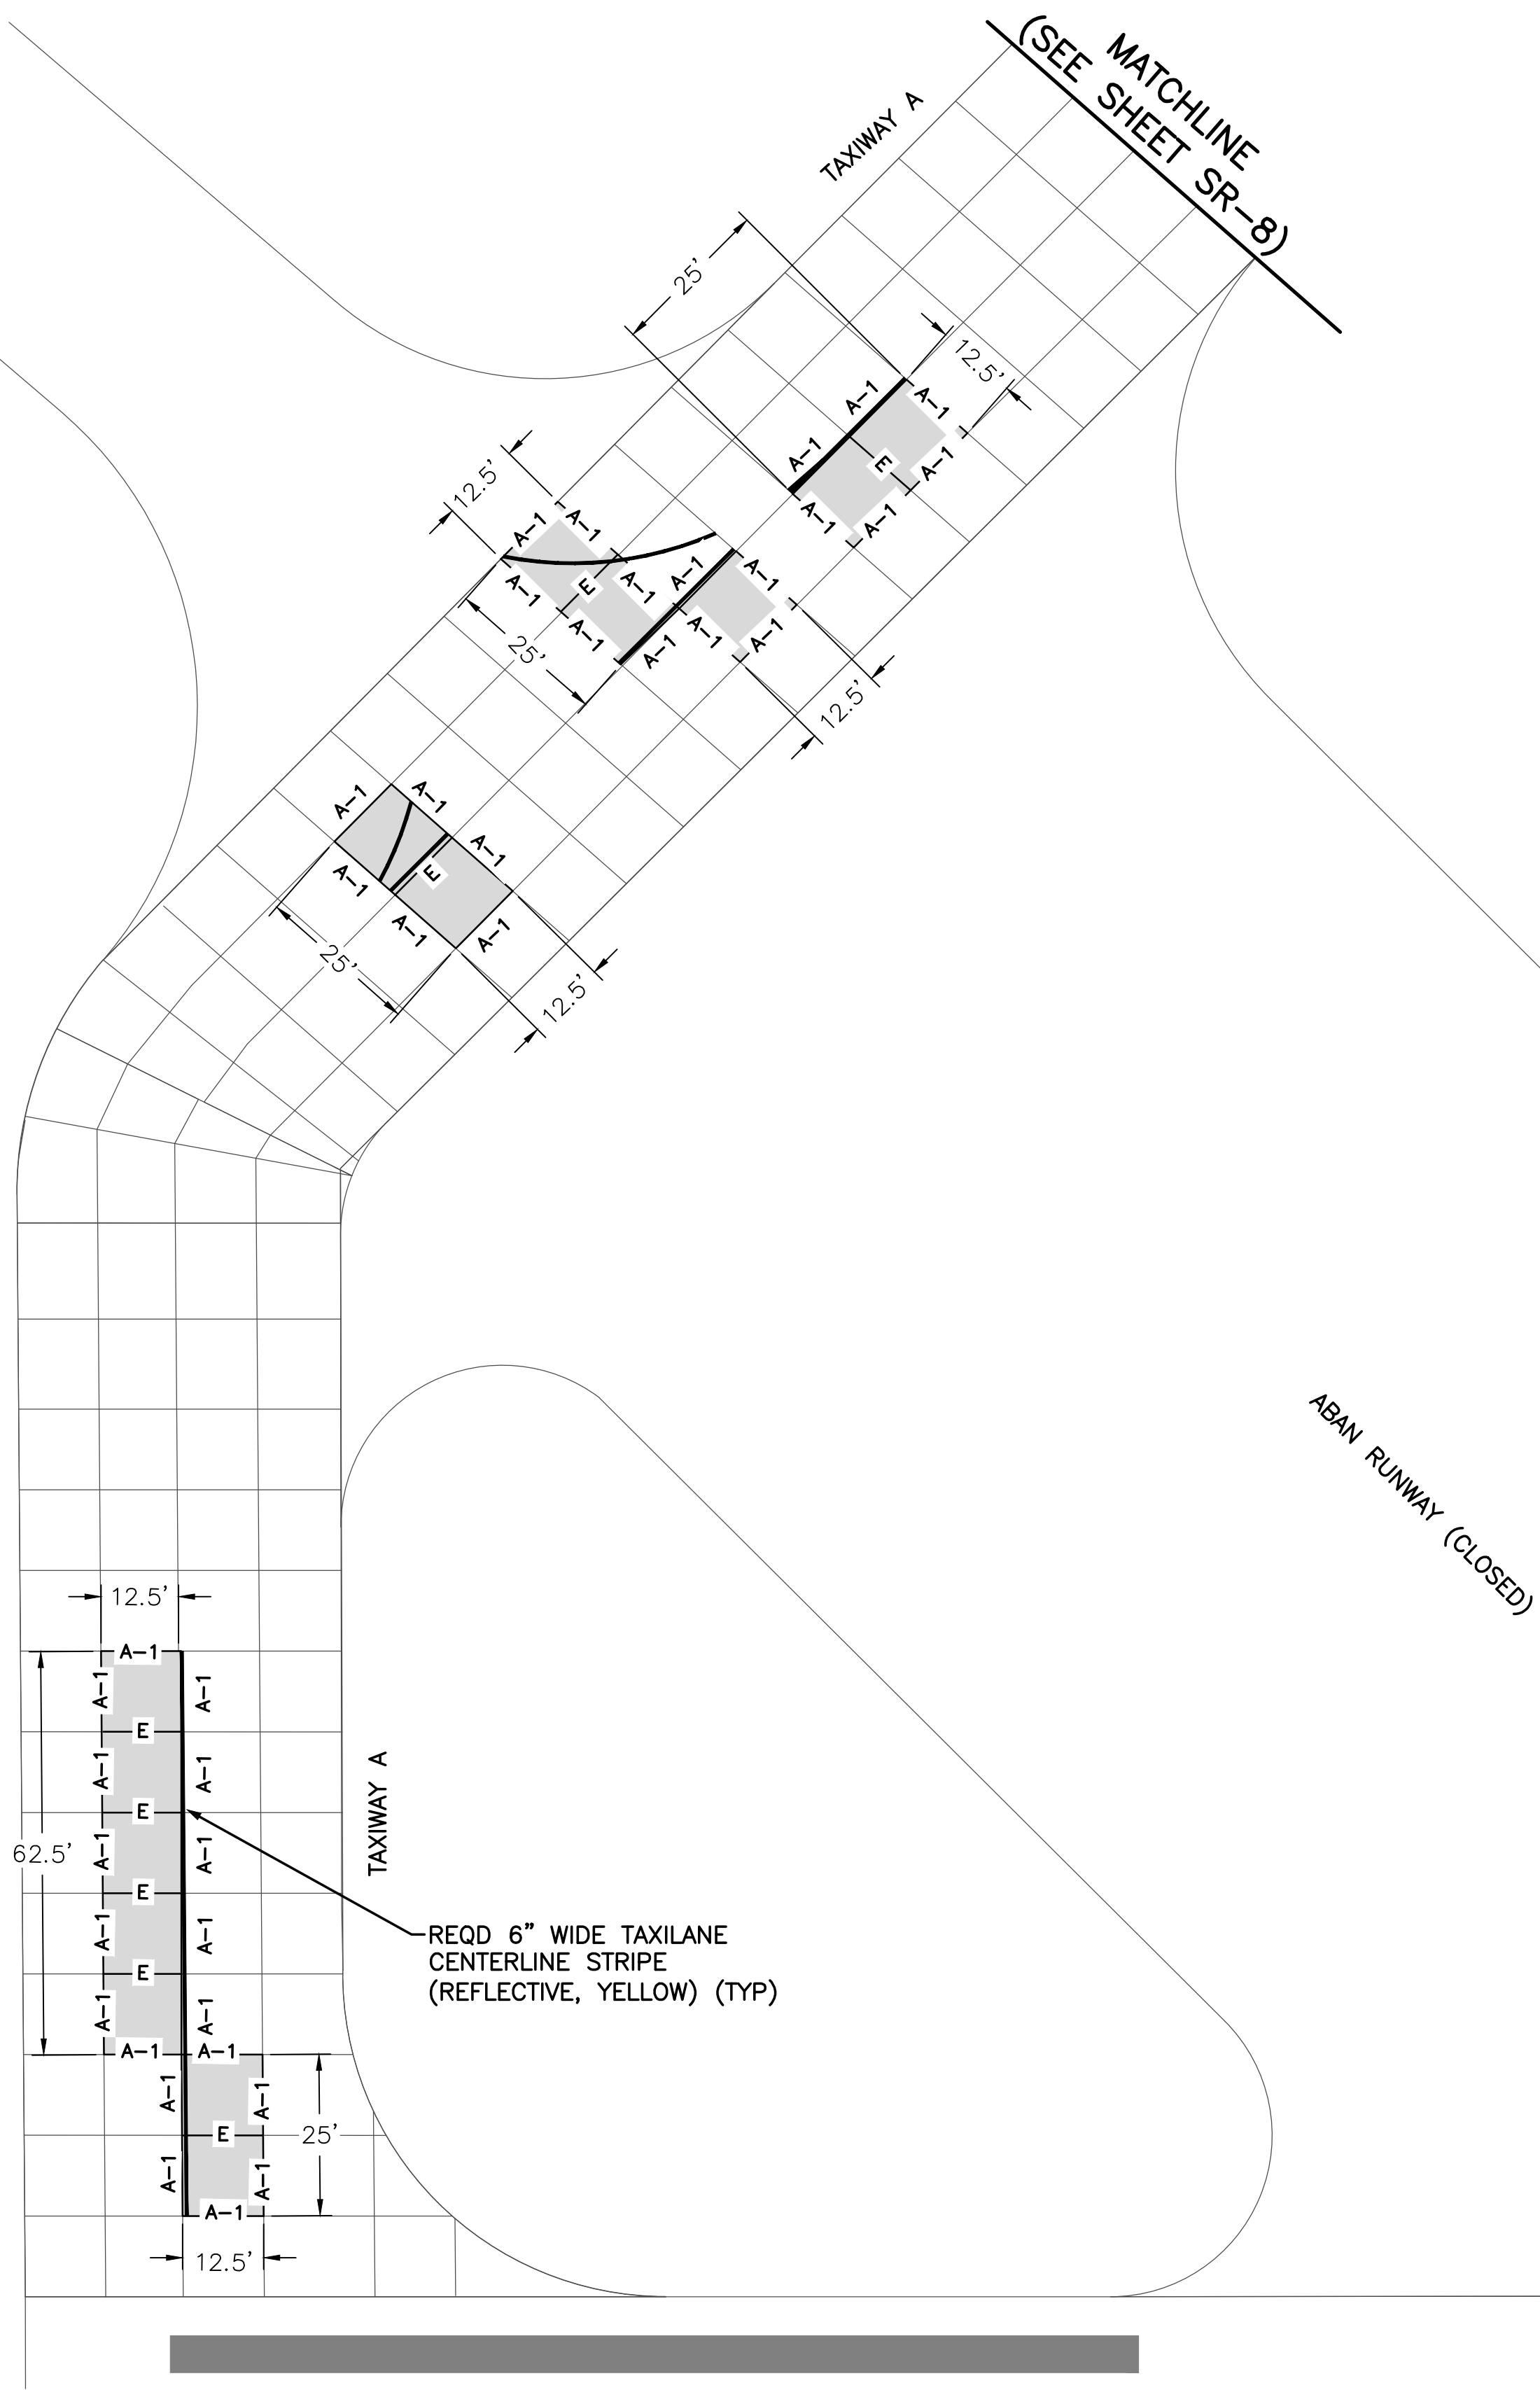 MATCHLINE
(SEE SHEET SR-8)
TAXIWAY A
25'
12.5'
A-1
A-1
A-1
E
A-1
A-1
A-1
12.5'
A-1
A-1
A-1
E
A-1
A-1
A-1
A-1
A-1
A-1
A-1
25'
12.5'
A-1
A-1
A-1
E
A-1
A-1
A-1
25'
12.5'
ABAN RUNWAY (CLOSED)
12.5'
A-1
A-1
A-1
E
A-1
A-1
E
62.5'
A-1
A-1
E
A-1
A-1
E
A-1
A-1
A-1
A-1
TAXIWAY A
REQD 6" WIDE TAXILANE
CENTERLINE STRIPE
(REFLECTIVE, YELLOW) (TYP)
A-1
A-1
E
25'
A-1
A-1
A-1
12.5'